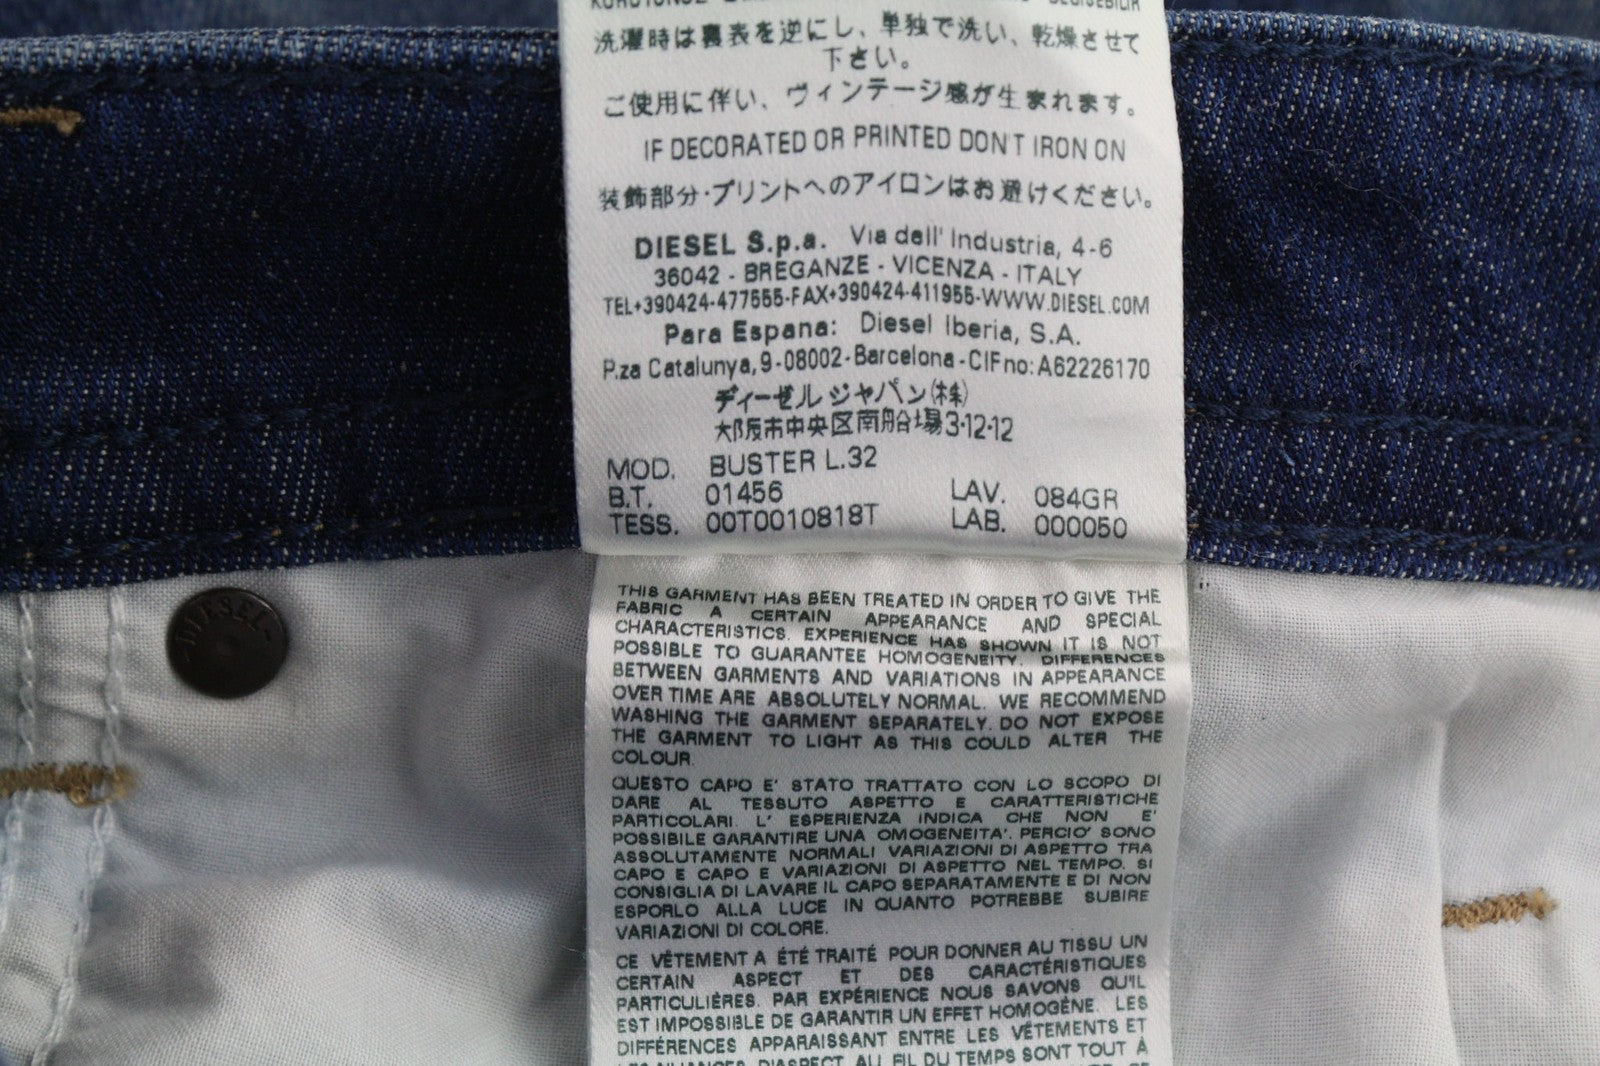 洗濯時は裏表を逆にし、単独で洗い、乾燥させて
下さい。
ご使用に伴い、ヴィンテージ感が生まれます。
IF DECORATED OR PRINTED DON'T IRON ON
装飾部分・プリントへのアイロンはお避けください。
DIESEL S.p.a. Via dell' Industria, 4-6
36042 - BREGANZE - VICENZA - ITALY
TEL+390424-477555-FAX+390424-411955-WWW.DIESEL.COM
Para Espana: Diesel Iberia, S.A.
P.za Catalunya, 9-08002-Barcelona-CIF no: A62226170
ディーゼル ジャパン(株)
大阪市中央区南船場3-12-12
MOD. BUSTER L.32
B.T. 01456 LAV. 084GR
TESS. 00T0010818T LAB. 000050
DIESEL
THIS GARMENT HAS BEEN TREATED IN ORDER TO GIVE THE
FABRIC A CERTAIN APPEARANCE AND SPECIAL
CHARACTERISTICS. EXPERIENCE HAS SHOWN IT IS NOT
POSSIBLE TO GUARANTEE HOMOGENEITY. DIFFERENCES
BETWEEN GARMENTS AND VARIATIONS IN APPEARANCE
OVER TIME ARE ABSOLUTELY NORMAL. WE RECOMMEND
WASHING THE GARMENT SEPARATELY. DO NOT EXPOSE
THE GARMENT TO LIGHT AS THIS COULD ALTER THE
COLOUR.
QUESTO CAPO E' STATO TRATTATO CON LO SCOPO DI
DARE AL TESSUTO ASPETTO E CARATTERISTICHE
PARTICOLARI. L' ESPERIENZA INDICA CHE NON E'
POSSIBILE GARANTIRE UNA OMOGENEITA'. PERCIO' SONO
ASSOLUTAMENTE NORMALI VARIAZIONI DI ASPETTO TRA
CAPO E CAPO E VARIAZIONI DI ASPETTO NEL TEMPO. SI
CONSIGLIA DI LAVARE IL CAPO SEPARATAMENTE E DI NON
ESPORLO ALLA LUCE IN QUANTO POTREBBE SUBIRE
VARIAZIONI DI COLORE.
CE VÊTEMENT A ÉTÉ TRAITÉ POUR DONNER AU TISSU UN
CERTAIN ASPECT ET DES CARACTÉRISTIQUES
PARTICULIÈRES. PAR EXPÉRIENCE NOUS SAVONS QU'IL
EST IMPOSSIBLE DE GARANTIR UN EFFET HOMOGÈNE. LES
DIFFÉRENCES APPARAISSANT ENTRE LES VÊTEMENTS ET
LES NUANCES D'ASPECT AU FIL DU TEMPS SONT TOUT À